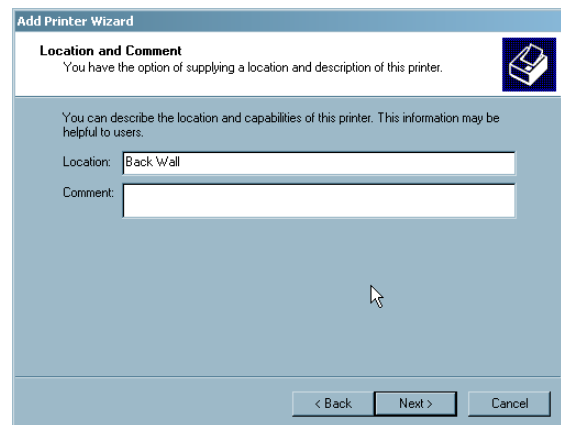 Add Printer Wizard
Location and Comment
You have the option of supplying a location and description of this printer.
You can describe the location and capabilities of this printer. This information may be
helpful to users.
Location: Back Wall
Comment:
< Back Next > Cancel